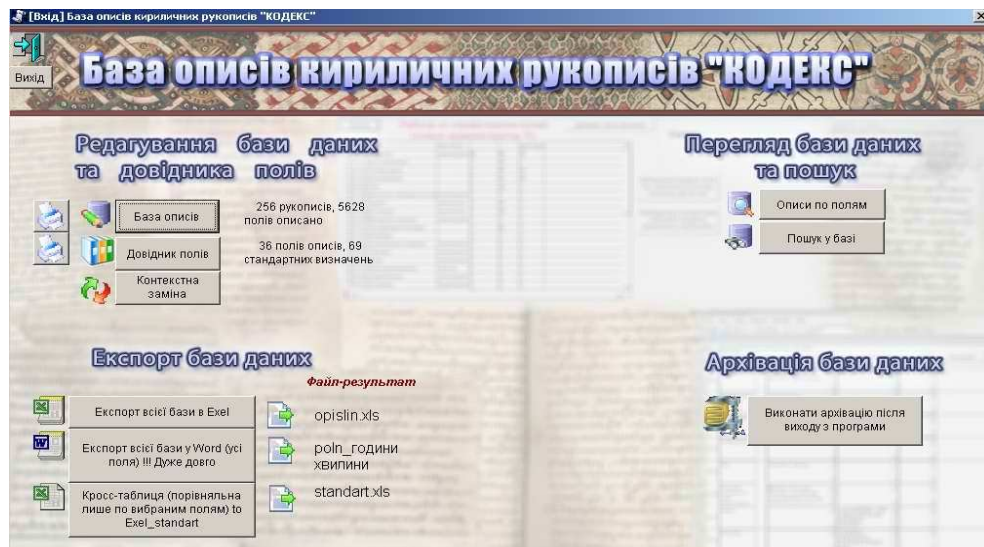 [Вхід] База описів кириличних рукописів "КОДЕКС"
Вихід
База описів кириличних рукописів "КОДЕКС"
Редагування бази даних
та довідника полів
База описів
256 рукописів, 5628
полів описано
Довідник полів
36 полів описів, 69
стандартних визначень
Контекстна
заміна
Перегляд бази даних
та пошук
Описи по полям
Пошук у базі
Експорт бази даних
Файл-результат
Експорт всієї бази в Exel
opislin.xls
Експорт всієї бази у Word (усі
поля) !!! Дуже довго
poln_години
хвилини
Кросс-таблиця (порівняльна
лише по вибраним полям) to
Exel_standart
standart.xls
Архівація бази даних
Виконати архівацію після
виходу з програми